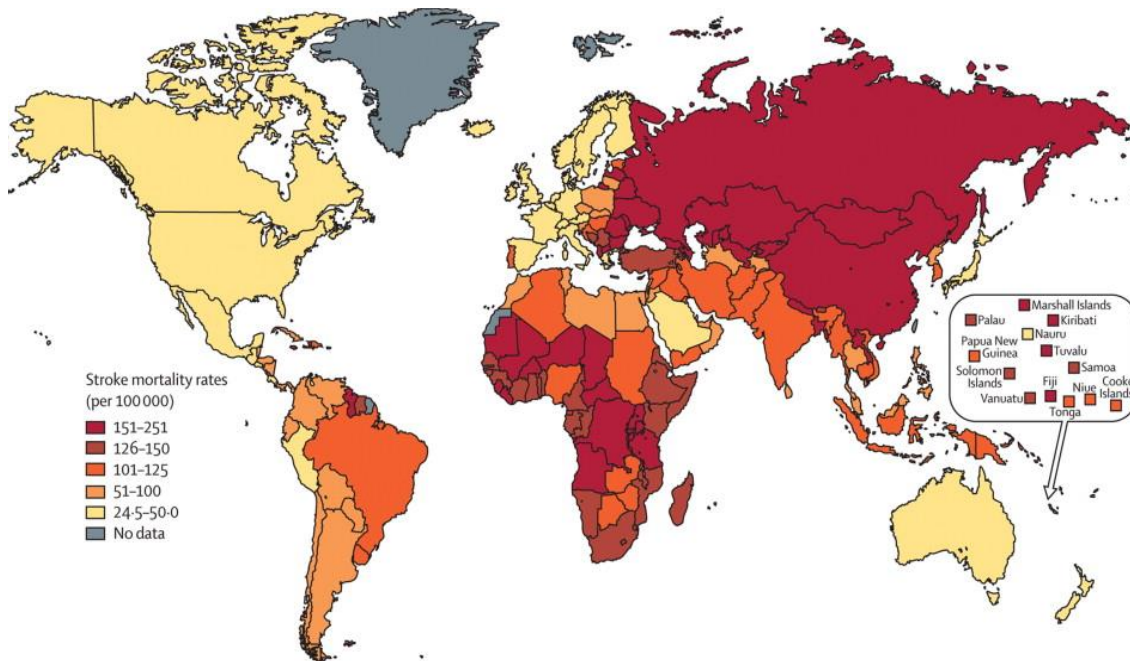 Stroke mortality rates
(per 100 000)
151–251
126–150
101–125
51–100
24·5–50·0
No data
Marshall Islands
Palau
Kiribati
Nauru
Papua New
Guinea
Tuvalu
Solomon
Islands
Samoa
Vanuatu
Fiji
Tonga
Niue
Cook
Islands